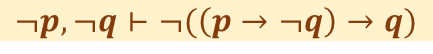 ¬p, ¬q ⊢ ¬((p → ¬q) → q)